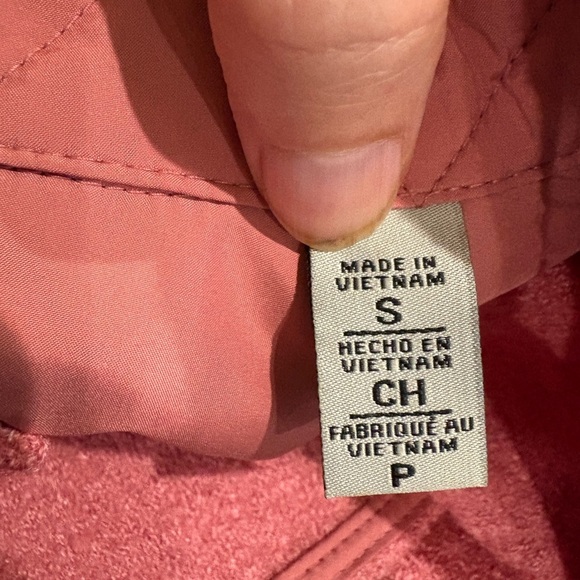 MADE IN
VIETNAM
S
HECHO EN
VIETNAM
CH
FABRIQUÉ AU
VIETNAM
P